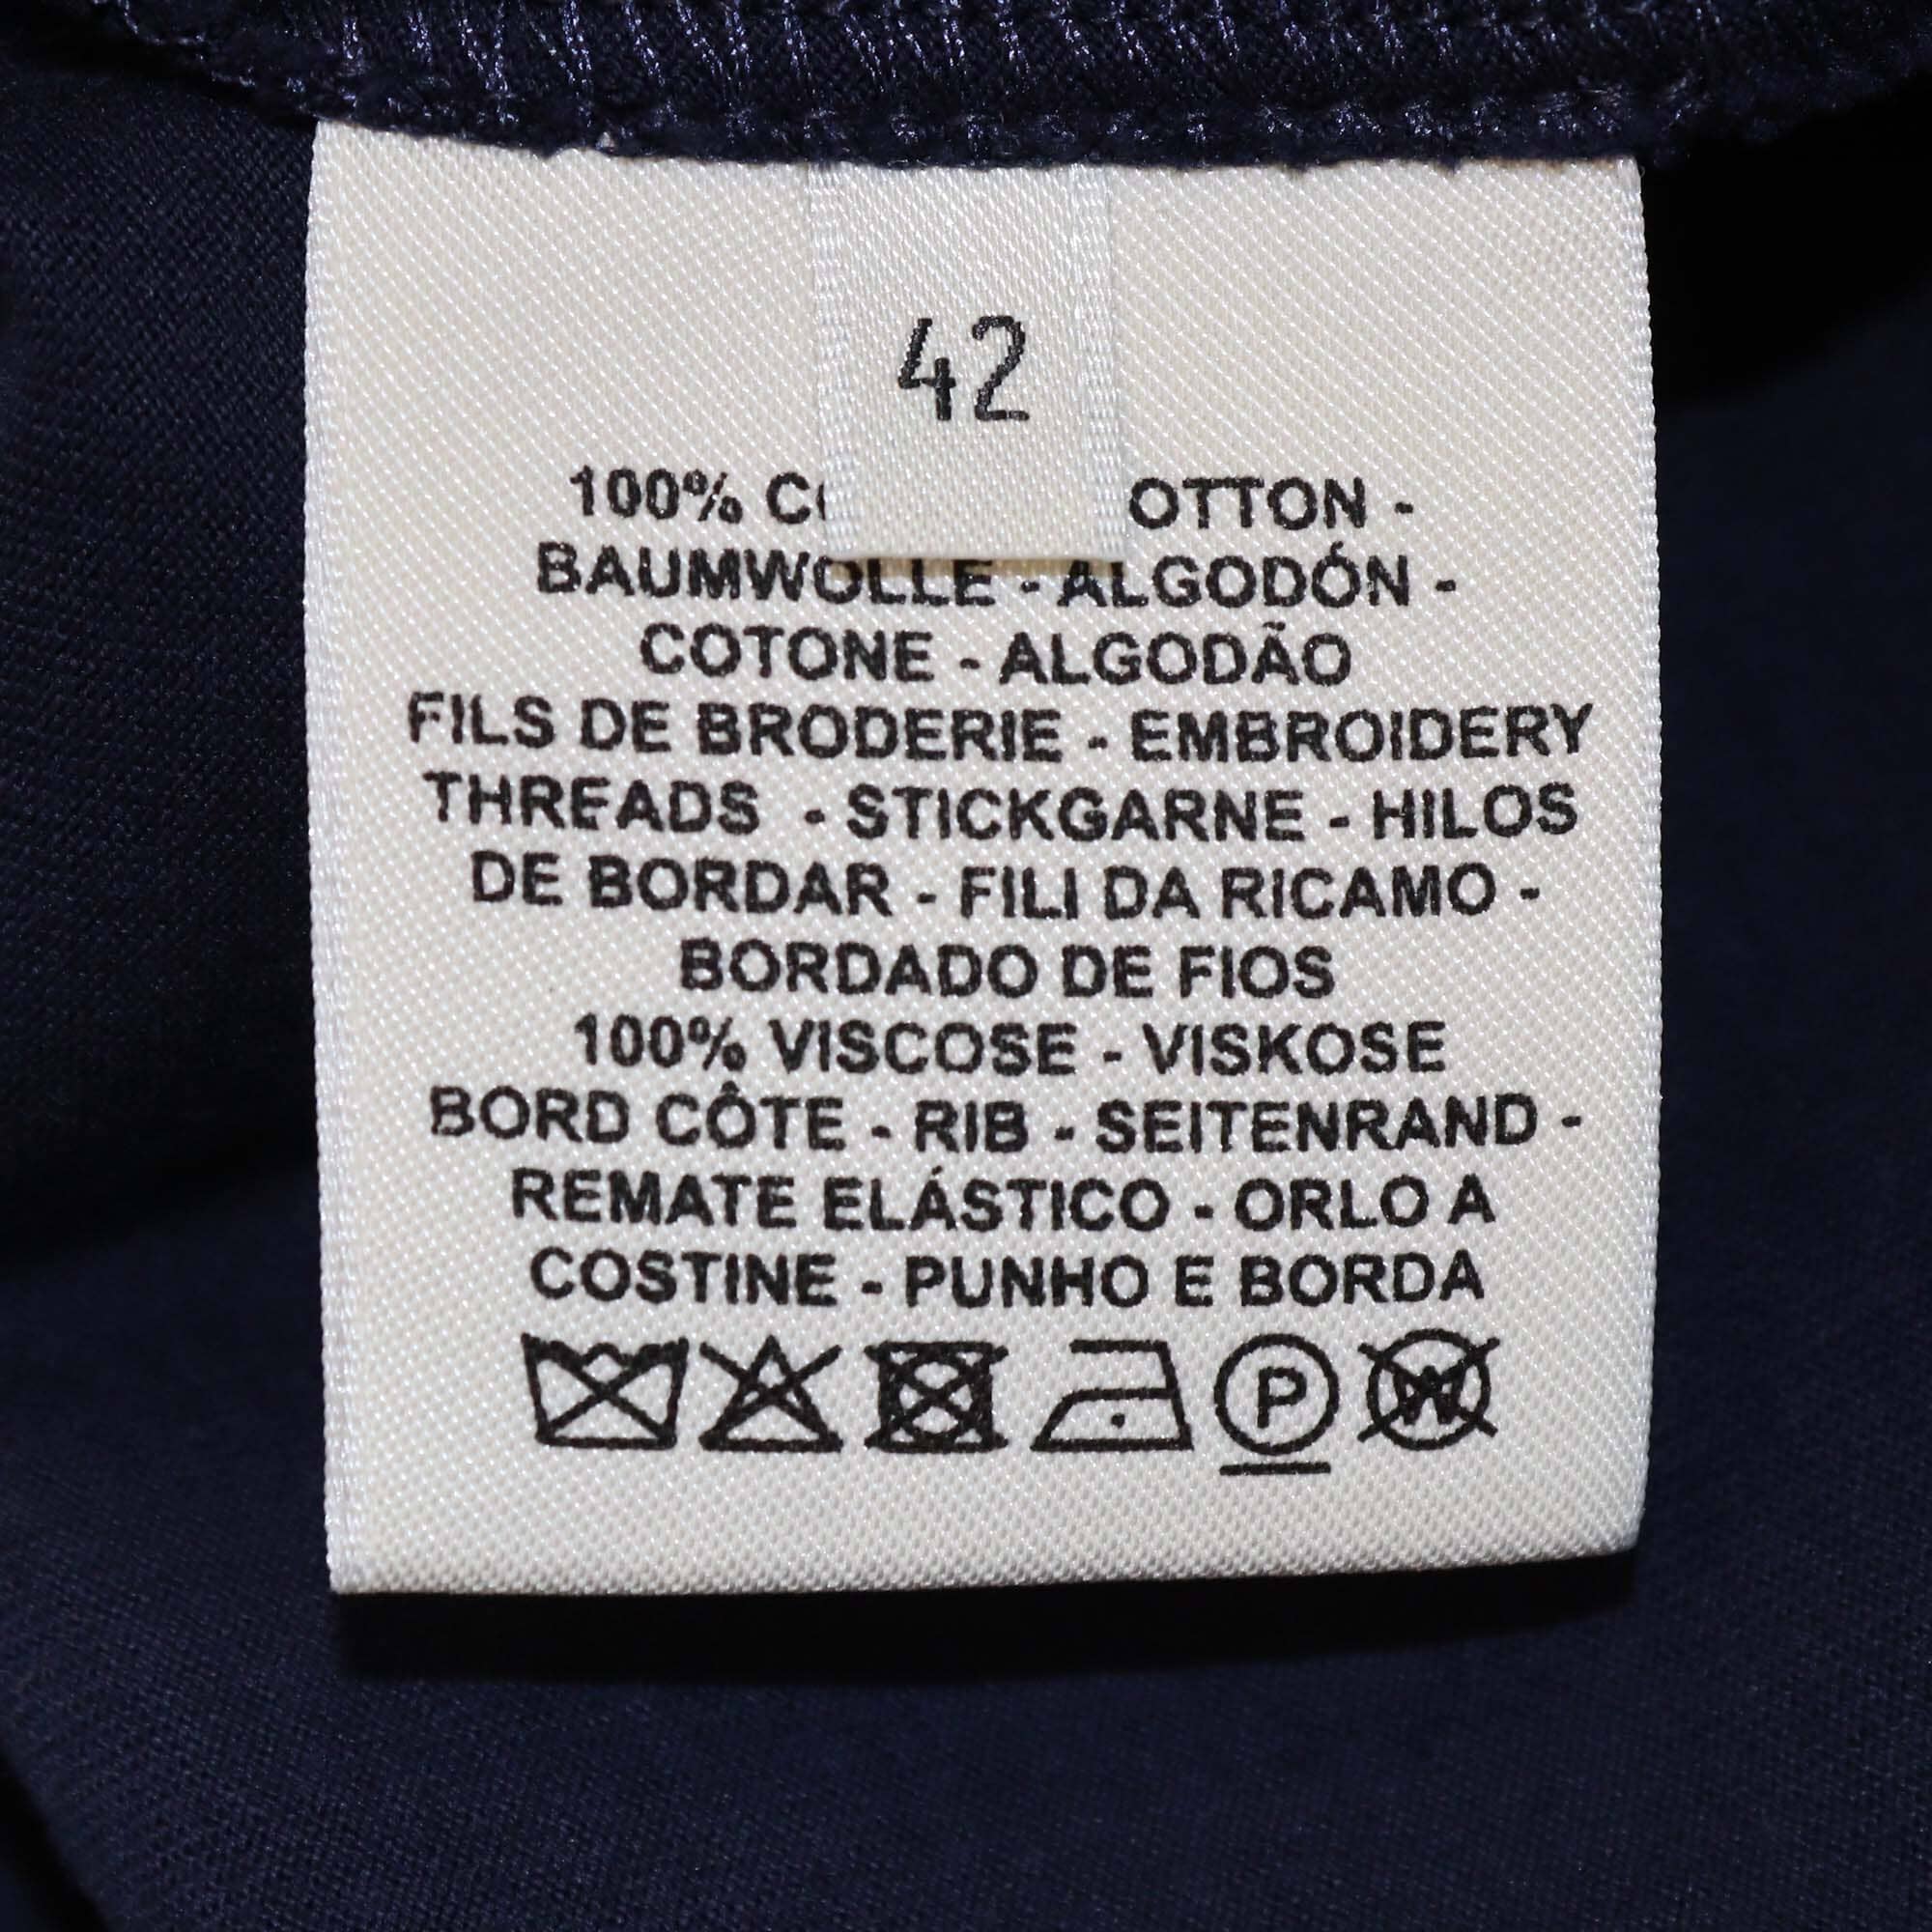 42
100% OTTON -
BAUMWOLLE - ALGODÓN -
COTONE - ALGODÃO
FILS DE BRODERIE - EMBROIDERY
THREADS - STICKGARNE - HILOS
DE BORDAR - FILI DA RICAMO -
BORDADO DE FIOS
100% VISCOSE - VISKOSE
BORD CÔTE - RIB - SEITENRAND -
REMATE ELÁSTICO - ORLO A
COSTINE - PUNHO E BORDA
P W